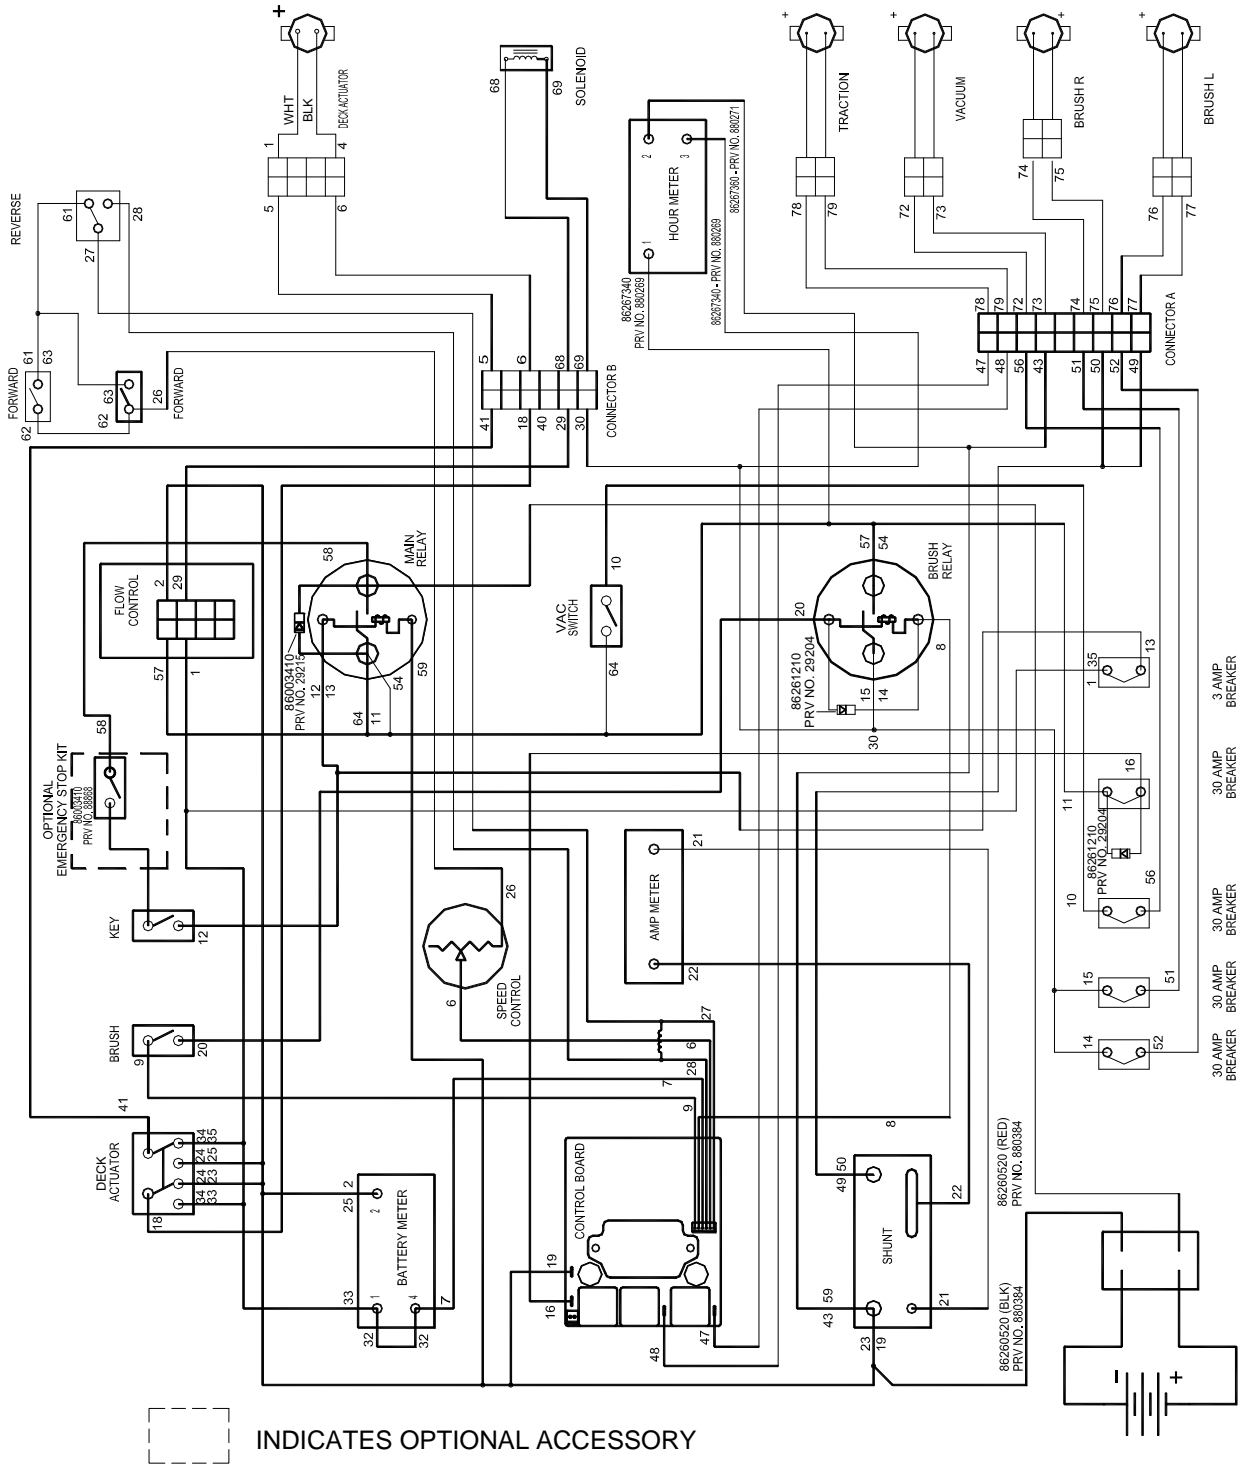 +
WHT
BLK
DECK ACTUATOR
1
4
5
6
REVERSE
61
28
27
FORWARD
61
63
62
63
62
26
FORWARD
68
69
SOLENOID
+
TRACTION
78
79
+
VACUUM
72
73
+
BRUSH R
74
75
+
BRUSH L
76
77
HOUR METER
1
2
3
86267340
PRV NO. 880269
86267340- PRV NO. 880269
86267360 - PRV NO. 880271
5
6
68
69
41
18
40
29
30
CONNECTOR B
78
79
72
73
74
75
76
77
47
48
56
43
51
50
52
49
CONNECTOR A
FLOW
CONTROL
2
29
57
1
58
MAIN
RELAY
86003410
PRV NO. 29215
12
13
64
11
54
59
VAC
SWITCH
10
64
57
54
BRUSH
RELAY
20
8
86261210
PRV NO. 29204
15
14
30
58
OPTIONAL
EMERGENCY STOP KIT
86003410
PRV NO. 88868
KEY
12
BRUSH
9
20
41
DECK
ACTUATOR
34
35
24
25
24
23
34
33
18
SPEED
CONTROL
26
6
AMP METER
21
22
27
6
28
7
9
8
1
35
13
3 AMP
BREAKER
11
16
30 AMP
BREAKER
86261210
PRV NO. 29204
10
56
30 AMP
BREAKER
15
51
30 AMP
BREAKER
14
52
30 AMP
BREAKER
BATTERY METER
25
2
2
33
1
4
7
32
32
CONTROL BOARD
19
16
47
48
SHUNT
49
50
22
43
59
21
23
19
86260520 (RED)
PRV NO. 880384
86260520 (BLK)
PRV NO. 880384
-
+
INDICATES OPTIONAL ACCESSORY